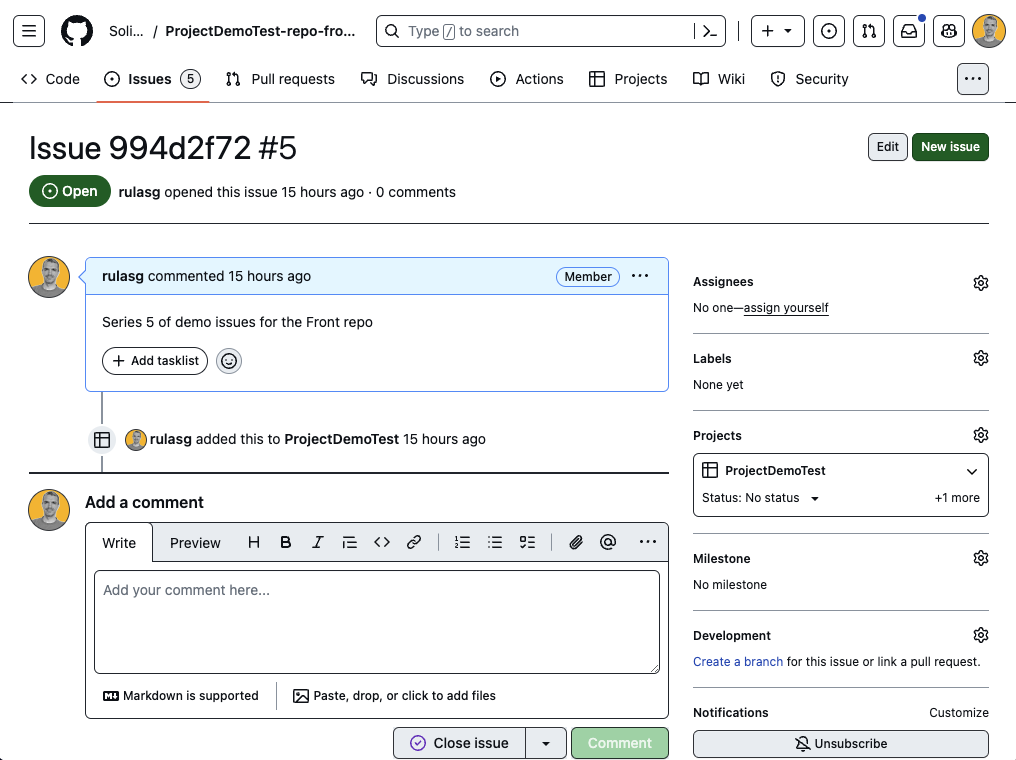 Soli... / ProjectDemoTest-repo-fro...
Type / to search
Code
Issues 5
Pull requests
Discussions
Actions
Projects
Wiki
Security
Issue 994d2f72 #5
Edit
New issue
Open
rulasg opened this issue 15 hours ago · 0 comments
rulasg commented 15 hours ago
Member
Series 5 of demo issues for the Front repo
Add tasklist
rulasg added this to ProjectDemoTest 15 hours ago
Add a comment
Write
Preview
Add your comment here...
Markdown is supported
Paste, drop, or click to add files
Close issue
Comment
Assignees
No one—assign yourself
Labels
None yet
Projects
ProjectDemoTest
Status: No status
+1 more
Milestone
No milestone
Development
Create a branch for this issue or link a pull request.
Notifications
Customize
Unsubscribe